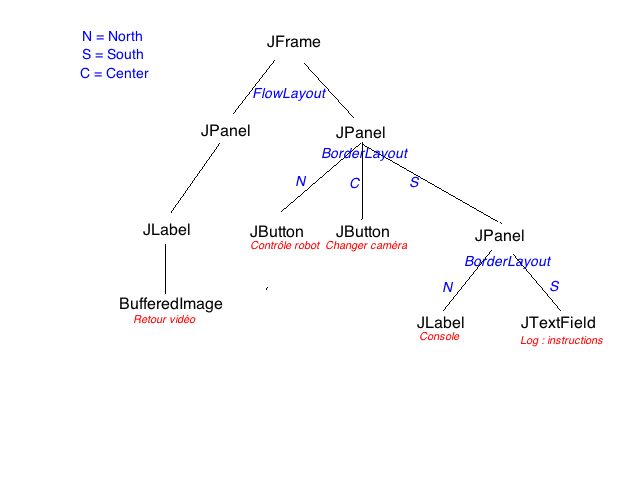 N = North
S = South
C = Center
JFrame
FlowLayout
JPanel
JPanel
BorderLayout
N
C
S
JLabel
JButton
Contrôle robot
JButton
Changer caméra
JPanel
BorderLayout
N
S
BufferedImage
Retour vidéo
JLabel
Console
JTextField
Log : instructions